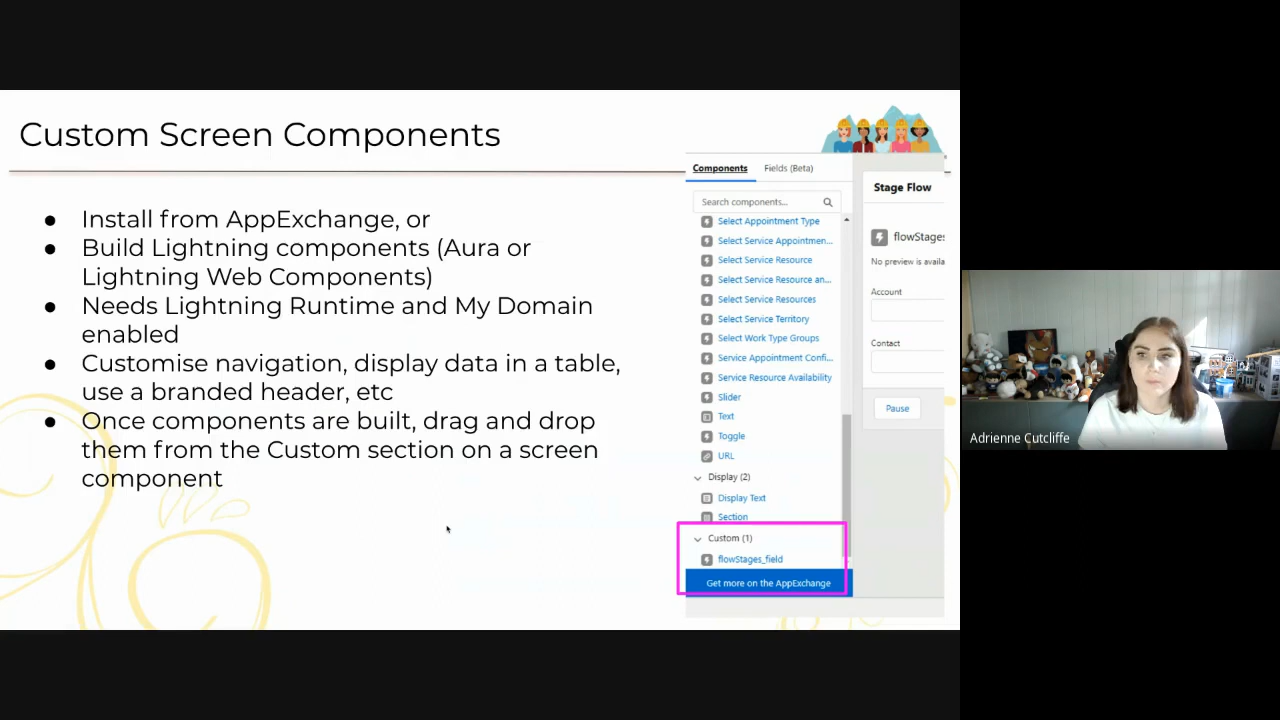 Custom Screen Components
● Install from AppExchange, or
● Build Lightning components (Aura or
Lightning Web Components)
● Needs Lightning Runtime and My Domain
enabled
● Customise navigation, display data in a table,
use a branded header, etc
● Once components are built, drag and drop
them from the Custom section on a screen
component
Components Fields (Beta)
Search components...
Select Appointment Type
Select Service Appointmen...
Select Service Resource
Select Service Resource an...
Select Service Resources
Select Service Territory
Select Work Type Groups
Service Appointment Confi...
Service Resource Availability
Slider
Text
Toggle
URL
Display (2)
Display Text
Section
Custom (1)
flowStages_field
Get more on the AppExchange
Stage Flow
flowStages
No preview is availa
Account
Contact
Pause
Adrienne Cutcliffe